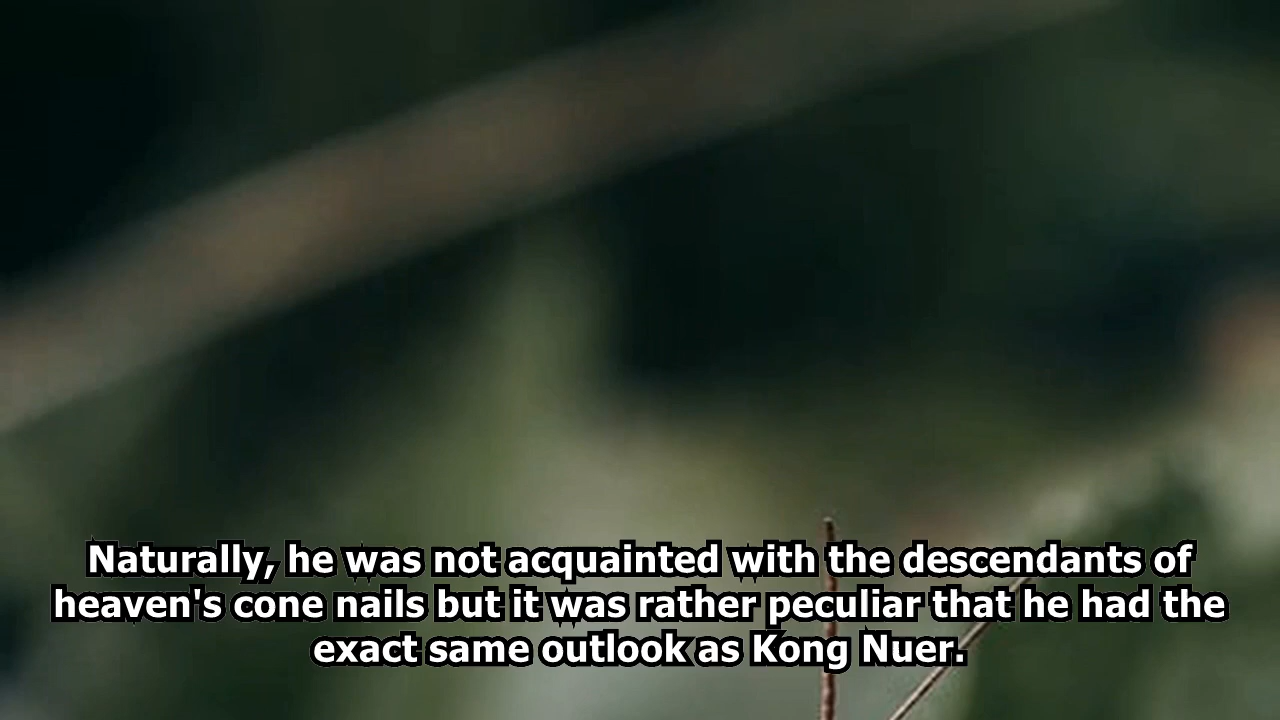 Naturally, he was not acquainted with the descendants of
heaven's cone nails but it was rather peculiar that he had the
exact same outlook as Kong Nuer.